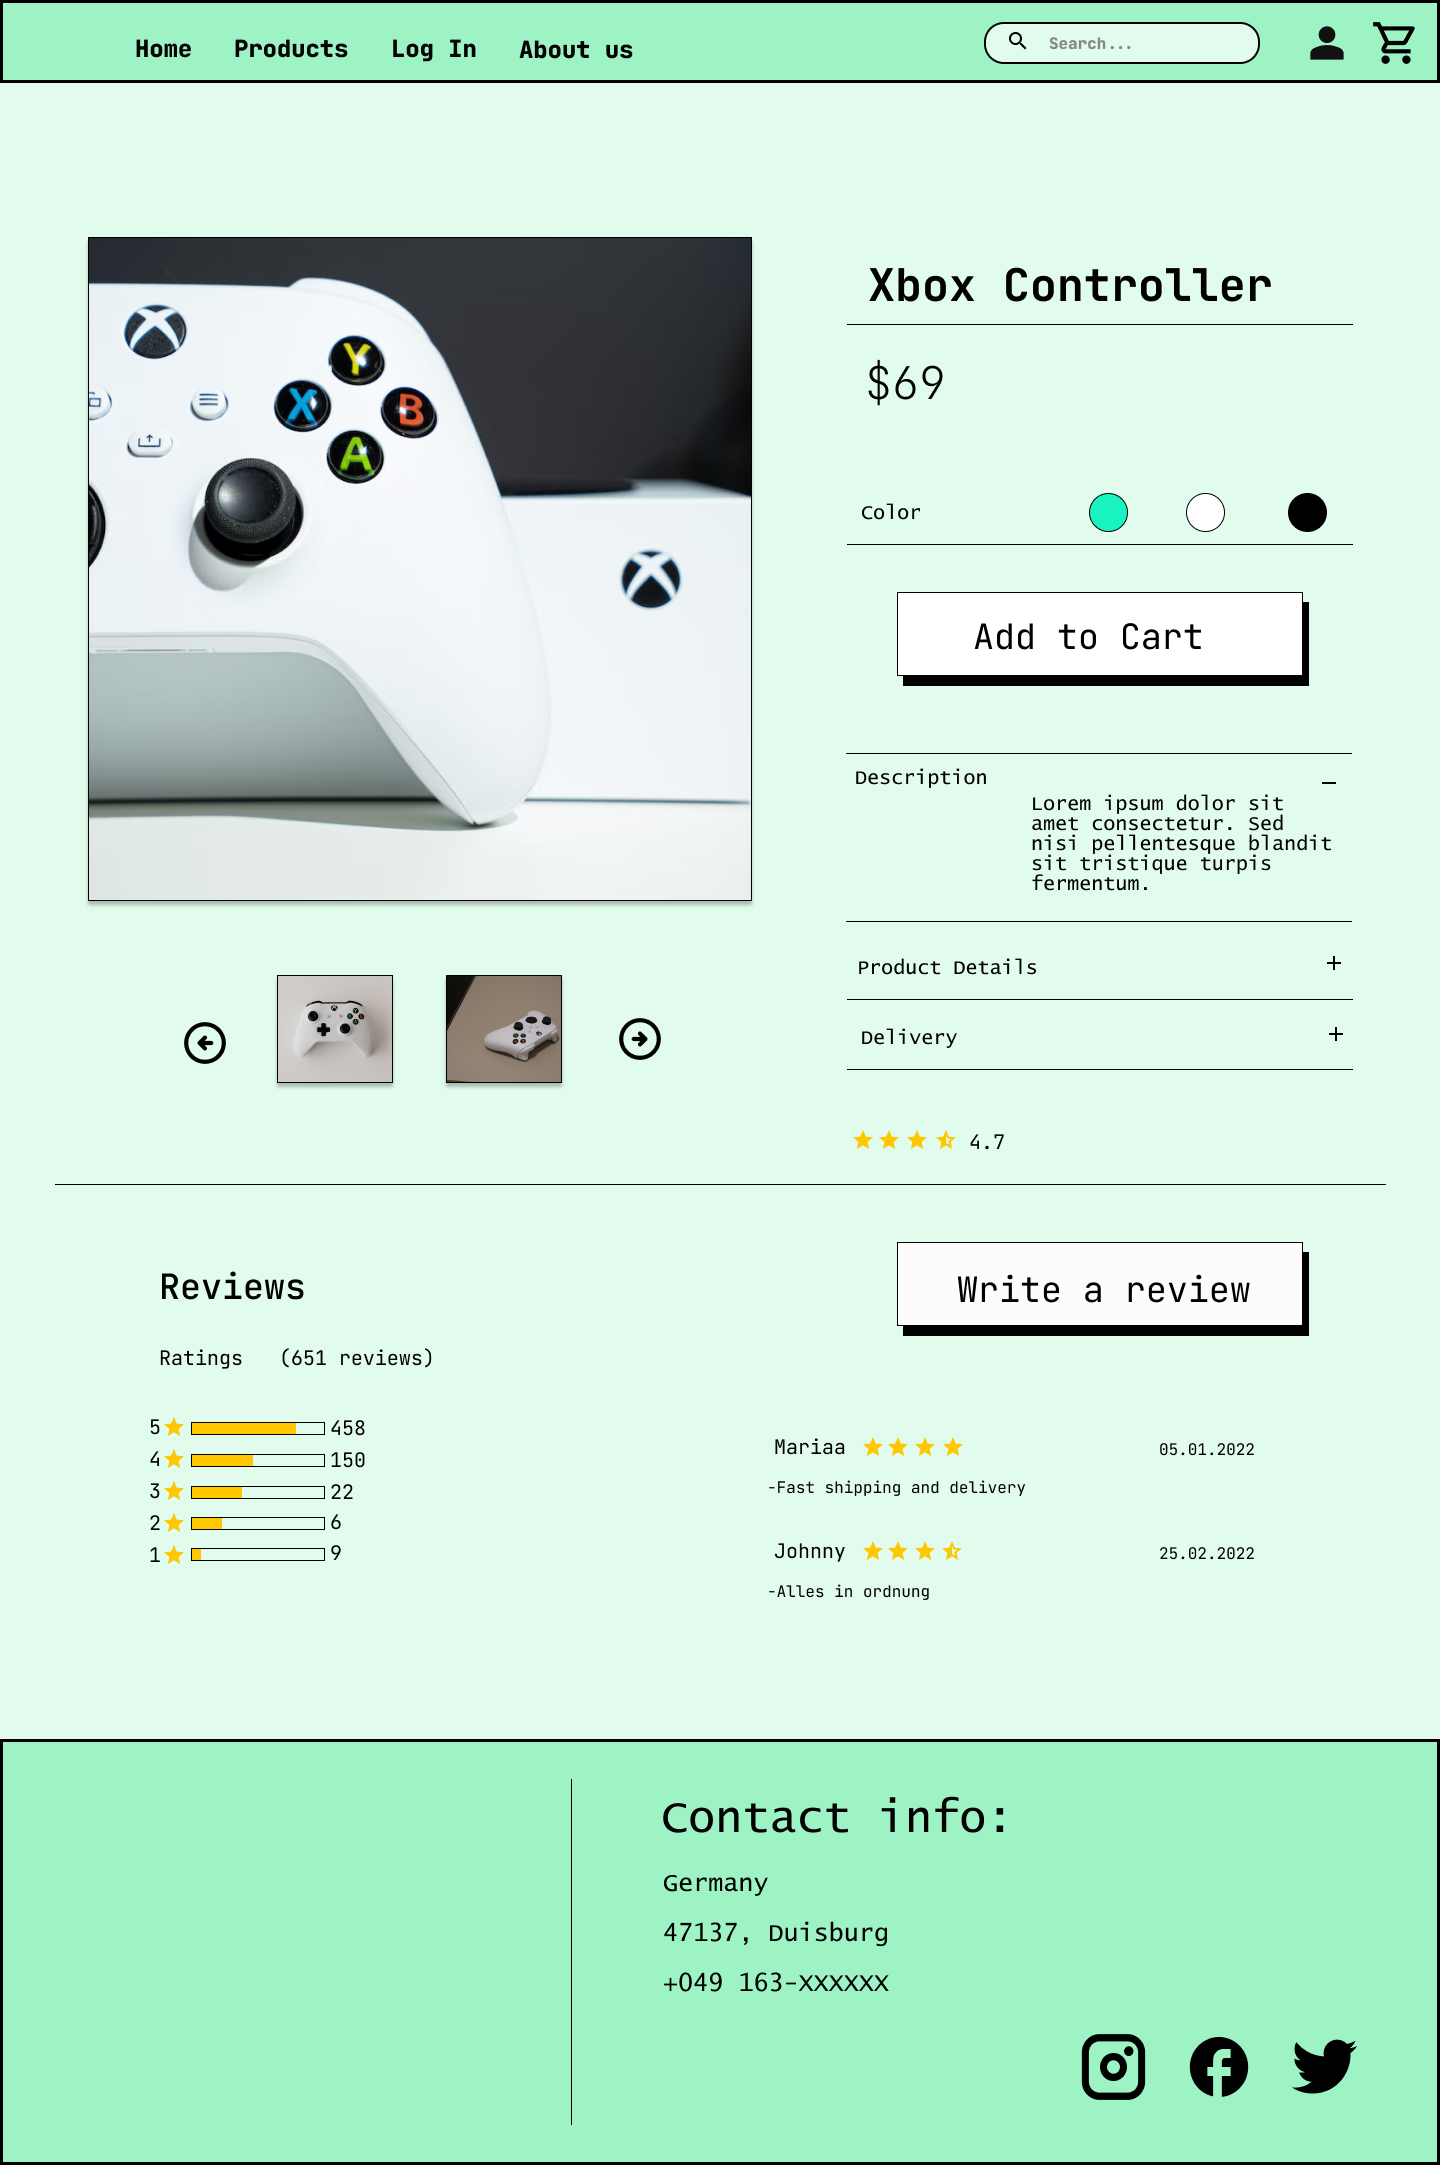 Home Products Log In About us Search...
Xbox Controller
$69
Y
X B
A
Color
Add to Cart
Description
Lorem ipsum dolor sit
amet consectetur. Sed
nisi pellentesque blandit
sit tristique turpis
fermentum.
Product Details
Delivery
4.7
Reviews
Write a review
Ratings (651 reviews)
5 458
4 150
3 22
2 6
1 9
Mariaa 05.01.2022
-Fast shipping and delivery
Johnny 25.02.2022
-Alles in ordnung
Contact info:
Germany
47137, Duisburg
+049 163-XXXXXX